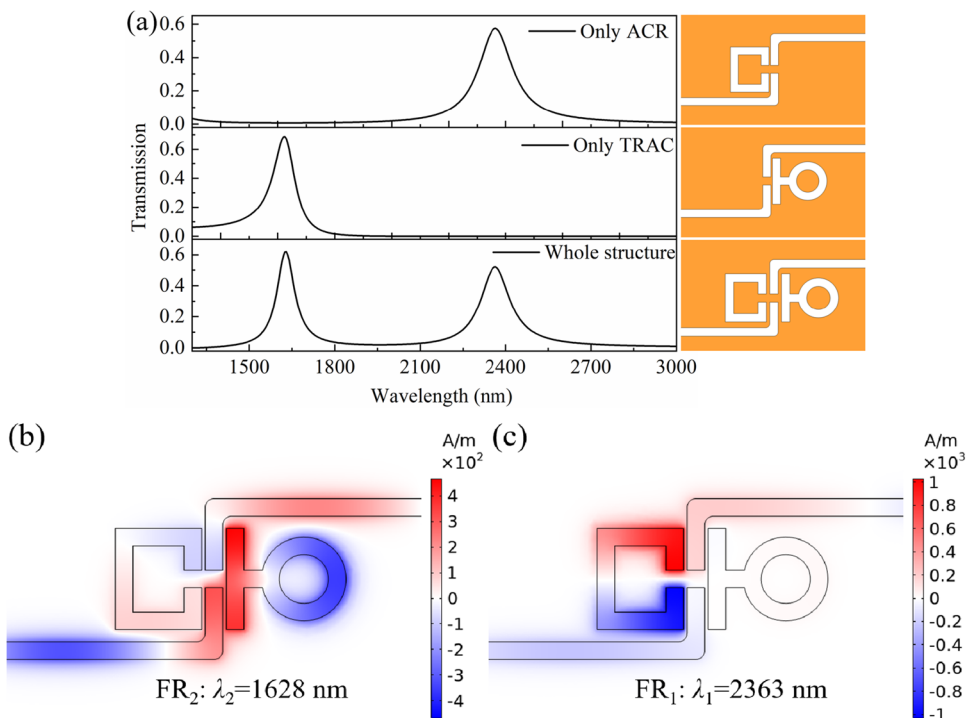 (a)
0.6
0.4
0.2
0.0
Only ACR
0.6
0.4
0.2
0.0
Only TRAC
Transmission
0.6
0.4
0.2
0.0
Whole structure
1500 1800 2100 2400 2700 3000
Wavelength (nm)
(b)
A/m
×10²
4
3
2
1
0
-1
-2
-3
-4
FR₂: λ₂=1628 nm
(c)
A/m
×10³
1
0.8
0.6
0.4
0.2
0
-0.2
-0.4
-0.6
-0.8
-1
FR₁: λ₁=2363 nm